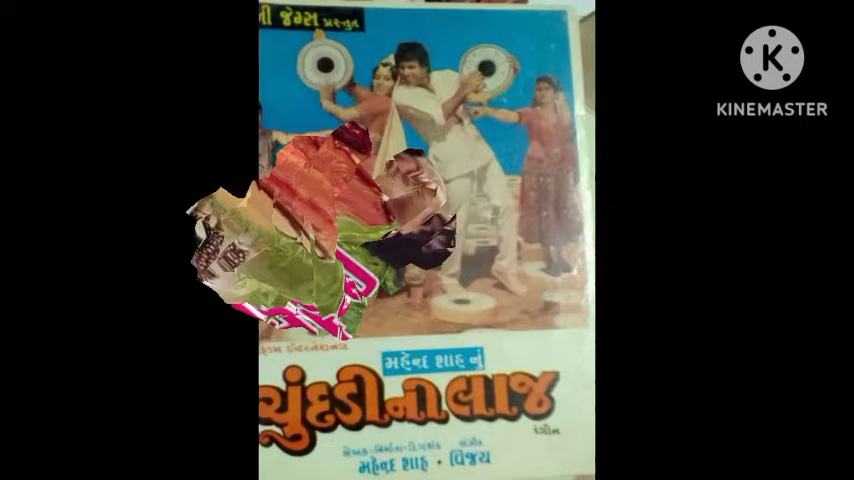 ની જેમ્સ પ્રસ્તુત
KINEMASTER
મહેન્દ્ર શાહ નું
ચુંદડીની લાજ
રંગીન
લેખક-નિર્માતા-દિગ્દર્શક સંગીત
મહેન્દ્ર શાહ • વિજય